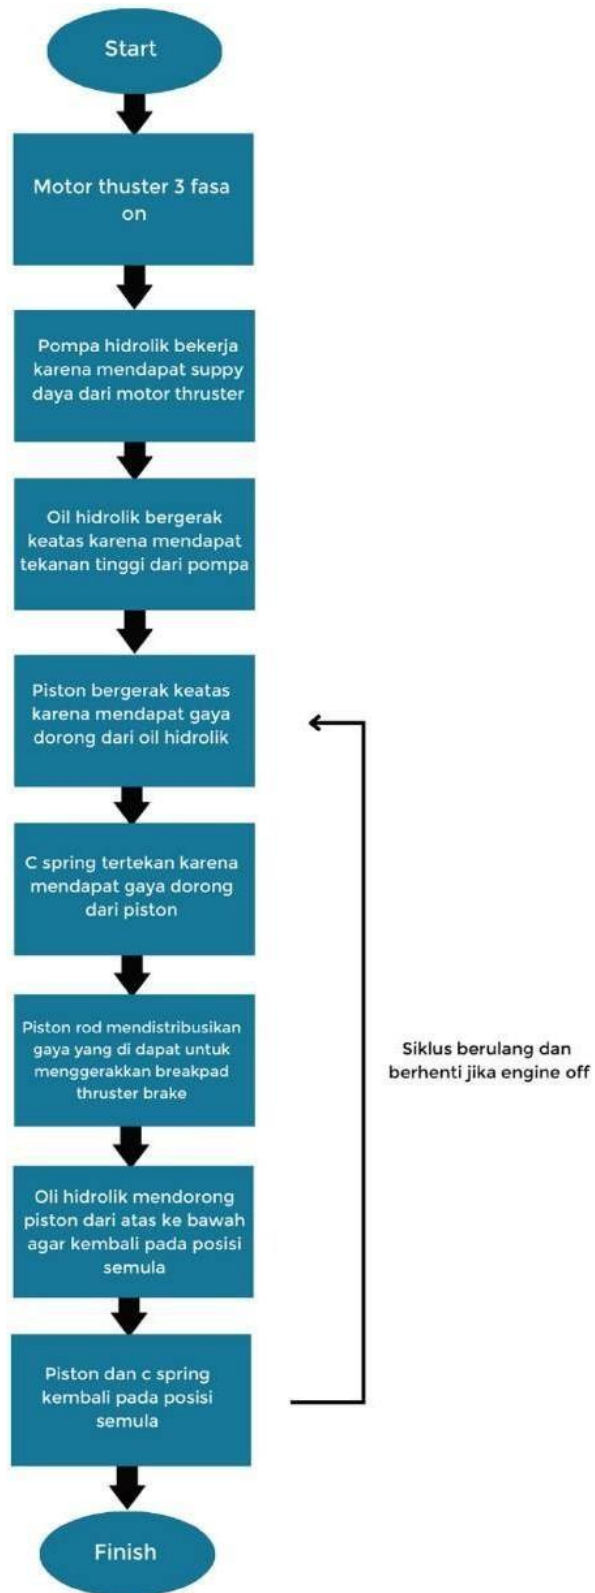 Start
Motor thuster 3 fasa
on
Pompa hidrolik bekerja
karena mendapat suppy
daya dari motor thruster
Oil hidrolik bergerak
keatas karena mendapat
tekanan tinggi dari pompa
Piston bergerak keatas
karena mendapat gaya
dorong dari oil hidrolik
C spring tertekan karena
mendapat gaya dorong
dari piston
Piston rod mendistribusikan
gaya yang di dapat untuk
menggerakkan breakpad
thruster brake
Siklus berulang dan
berhenti jika engine off
Oli hidrolik mendorong
piston dari atas ke bawah
agar kembali pada posisi
semula
Piston dan c spring
kembali pada posisi
semula
Finish